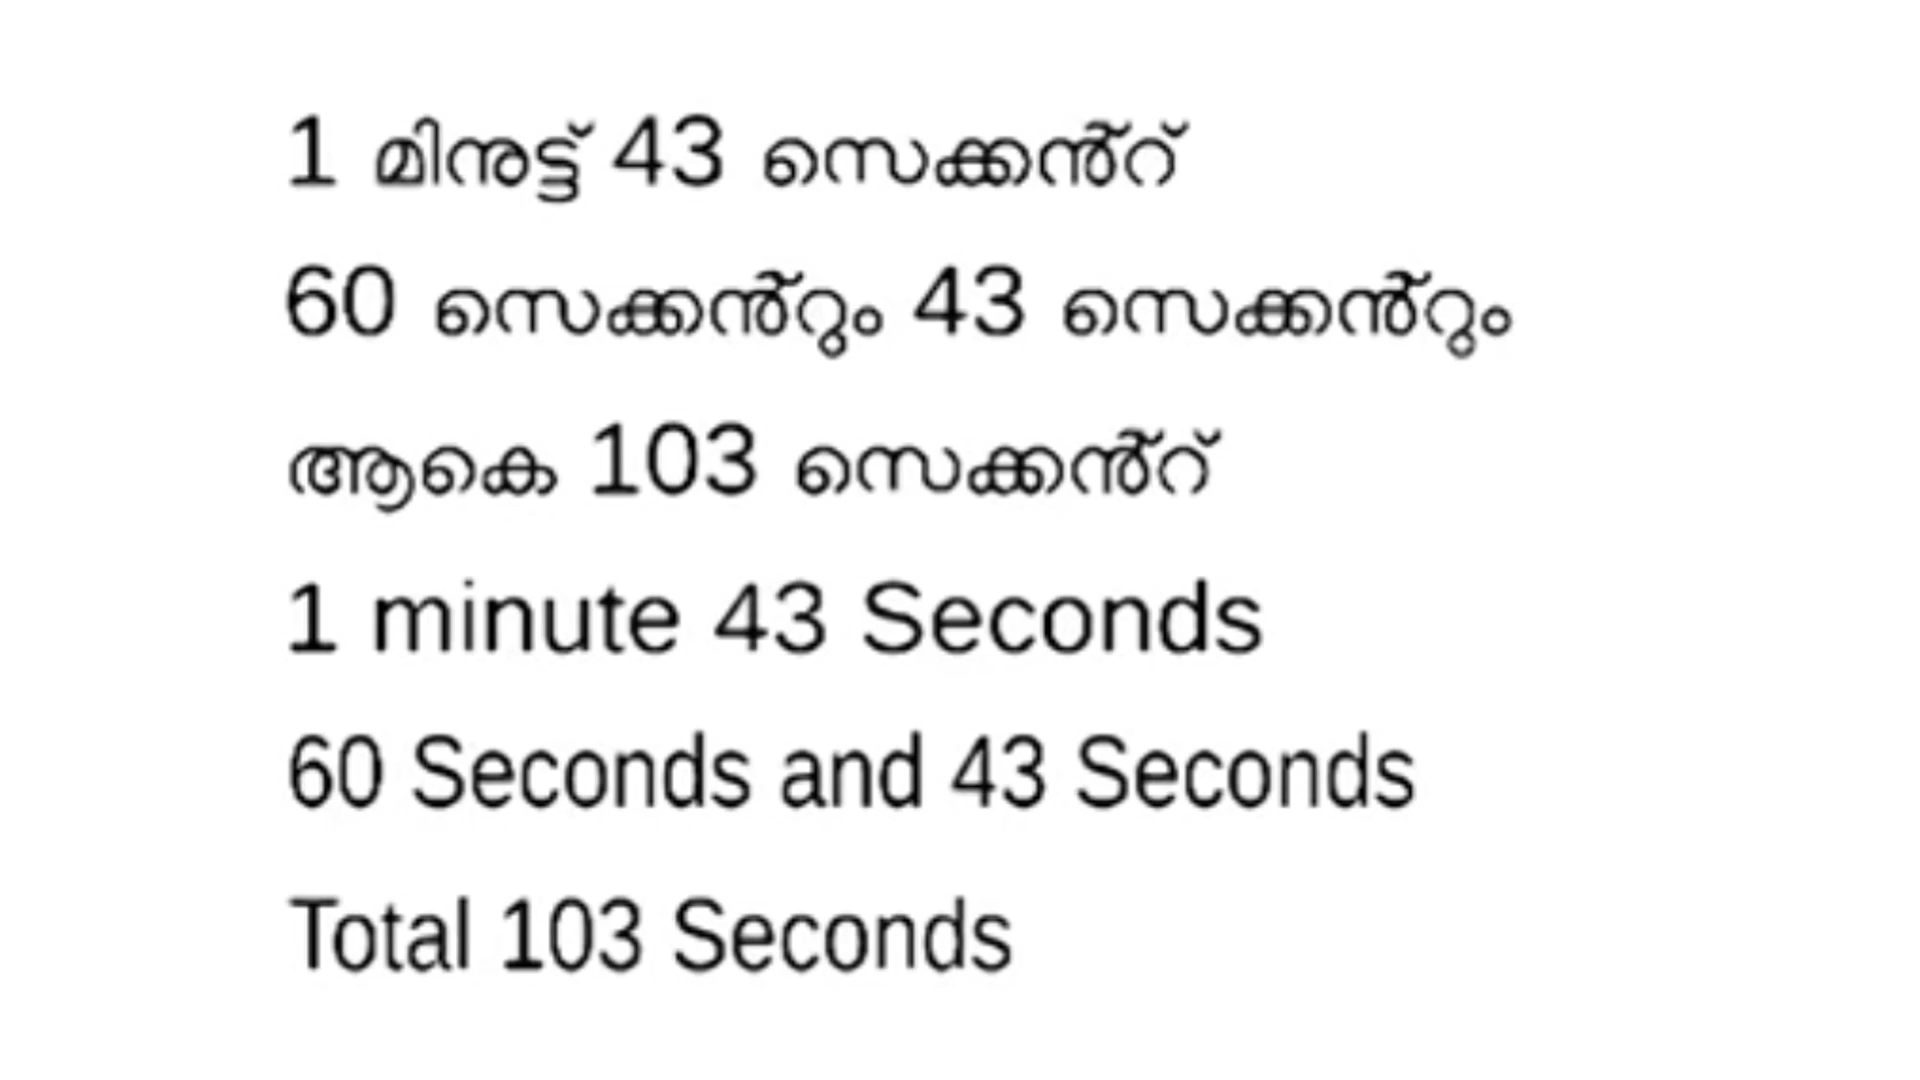 1 മിനുട്ട് 43 സെക്കൻ്റ്
60 സെക്കൻ്റും 43 സെക്കൻ്റും
ആകെ 103 സെക്കൻ്റ്
1 minute 43 Seconds
60 Seconds and 43 Seconds
Total 103 Seconds